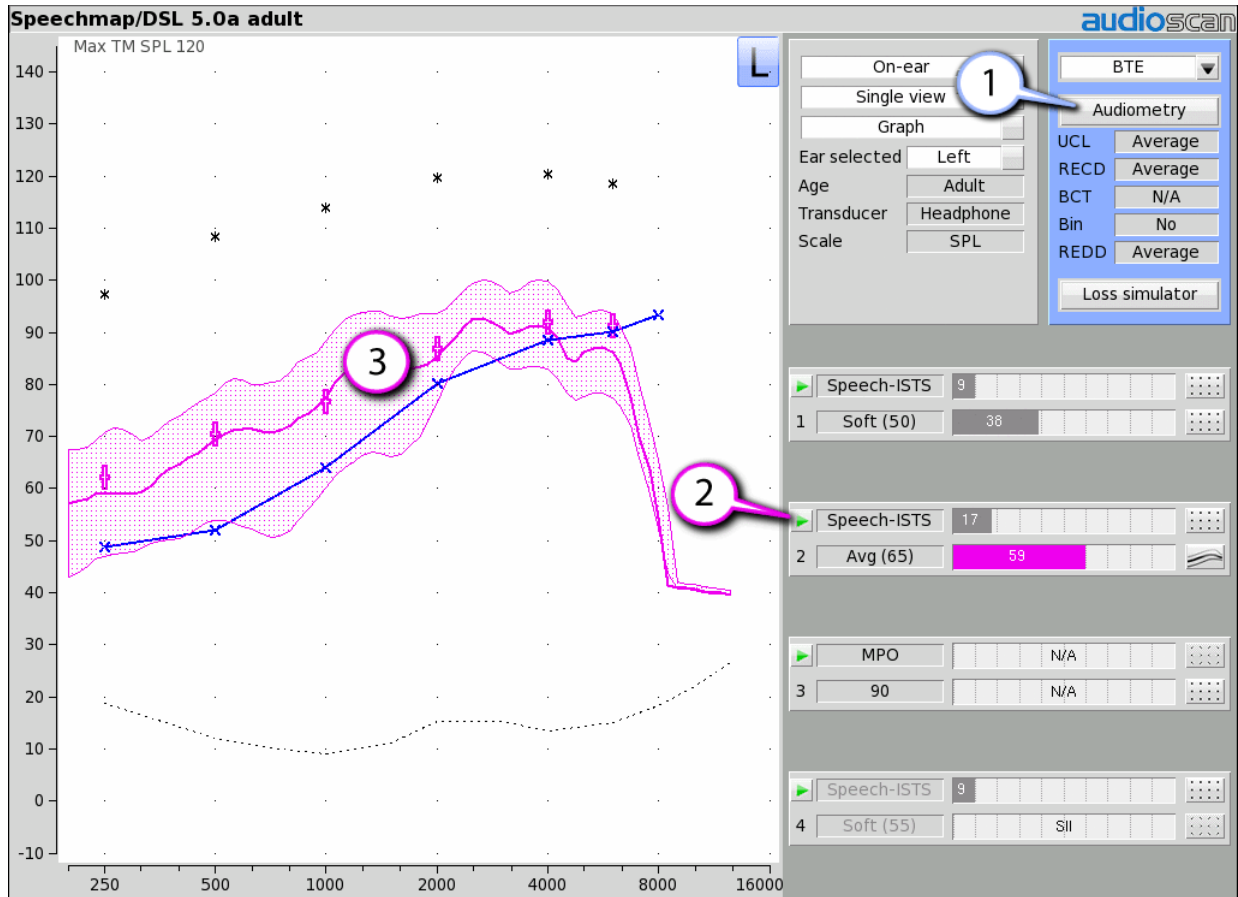 Speechmap/DSL 5.0a adult
audioscan
Max TM SPL 120
L
140
130
120
110
100
90
80
70
60
50
40
30
20
10
0
-10
250 500 1000 2000 4000 8000 16000
3
2
1
On-ear
Single view
Graph
Ear selected Left
Age Adult
Transducer Headphone
Scale SPL
BTE
Audiometry
UCL Average
RECD Average
BCT N/A
Bin No
REDD Average
Loss simulator
Speech-ISTS 9
1 Soft (50) 38
Speech-ISTS 17
2 Avg (65) 59
MPO N/A
3 90 N/A
Speech-ISTS 9
4 Soft (55) SII